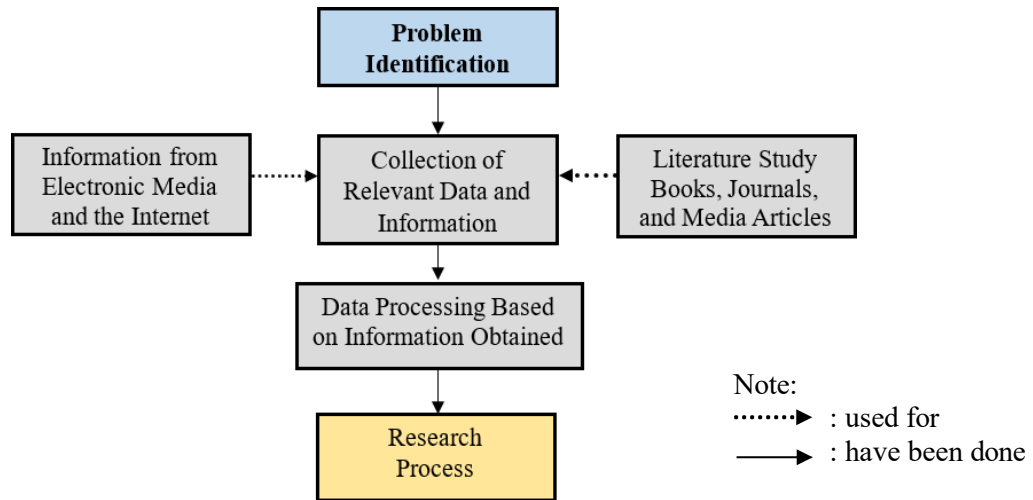 Problem
Identification
Information from
Electronic Media
and the Internet
Collection of
Relevant Data and
Information
Literature Study
Books, Journals,
and Media Articles
Data Processing Based
on Information Obtained
Research
Process
Note:
: used for
: have been done